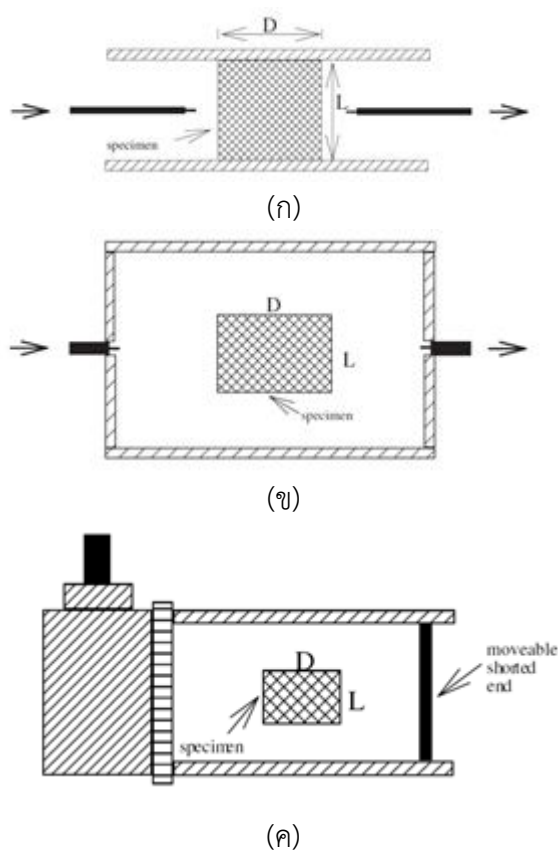 D
L
specimen
(ก)
D
L
specimen
(ข)
D
L
specimen
moveable
shorted
end
(ค)